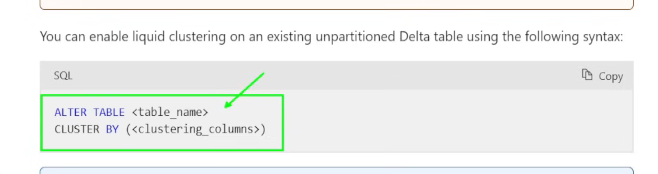 You can enable liquid clustering on an existing unpartitioned Delta table using the following syntax:
SQL
Copy
ALTER TABLE <table_name>
CLUSTER BY (<clustering_columns>)